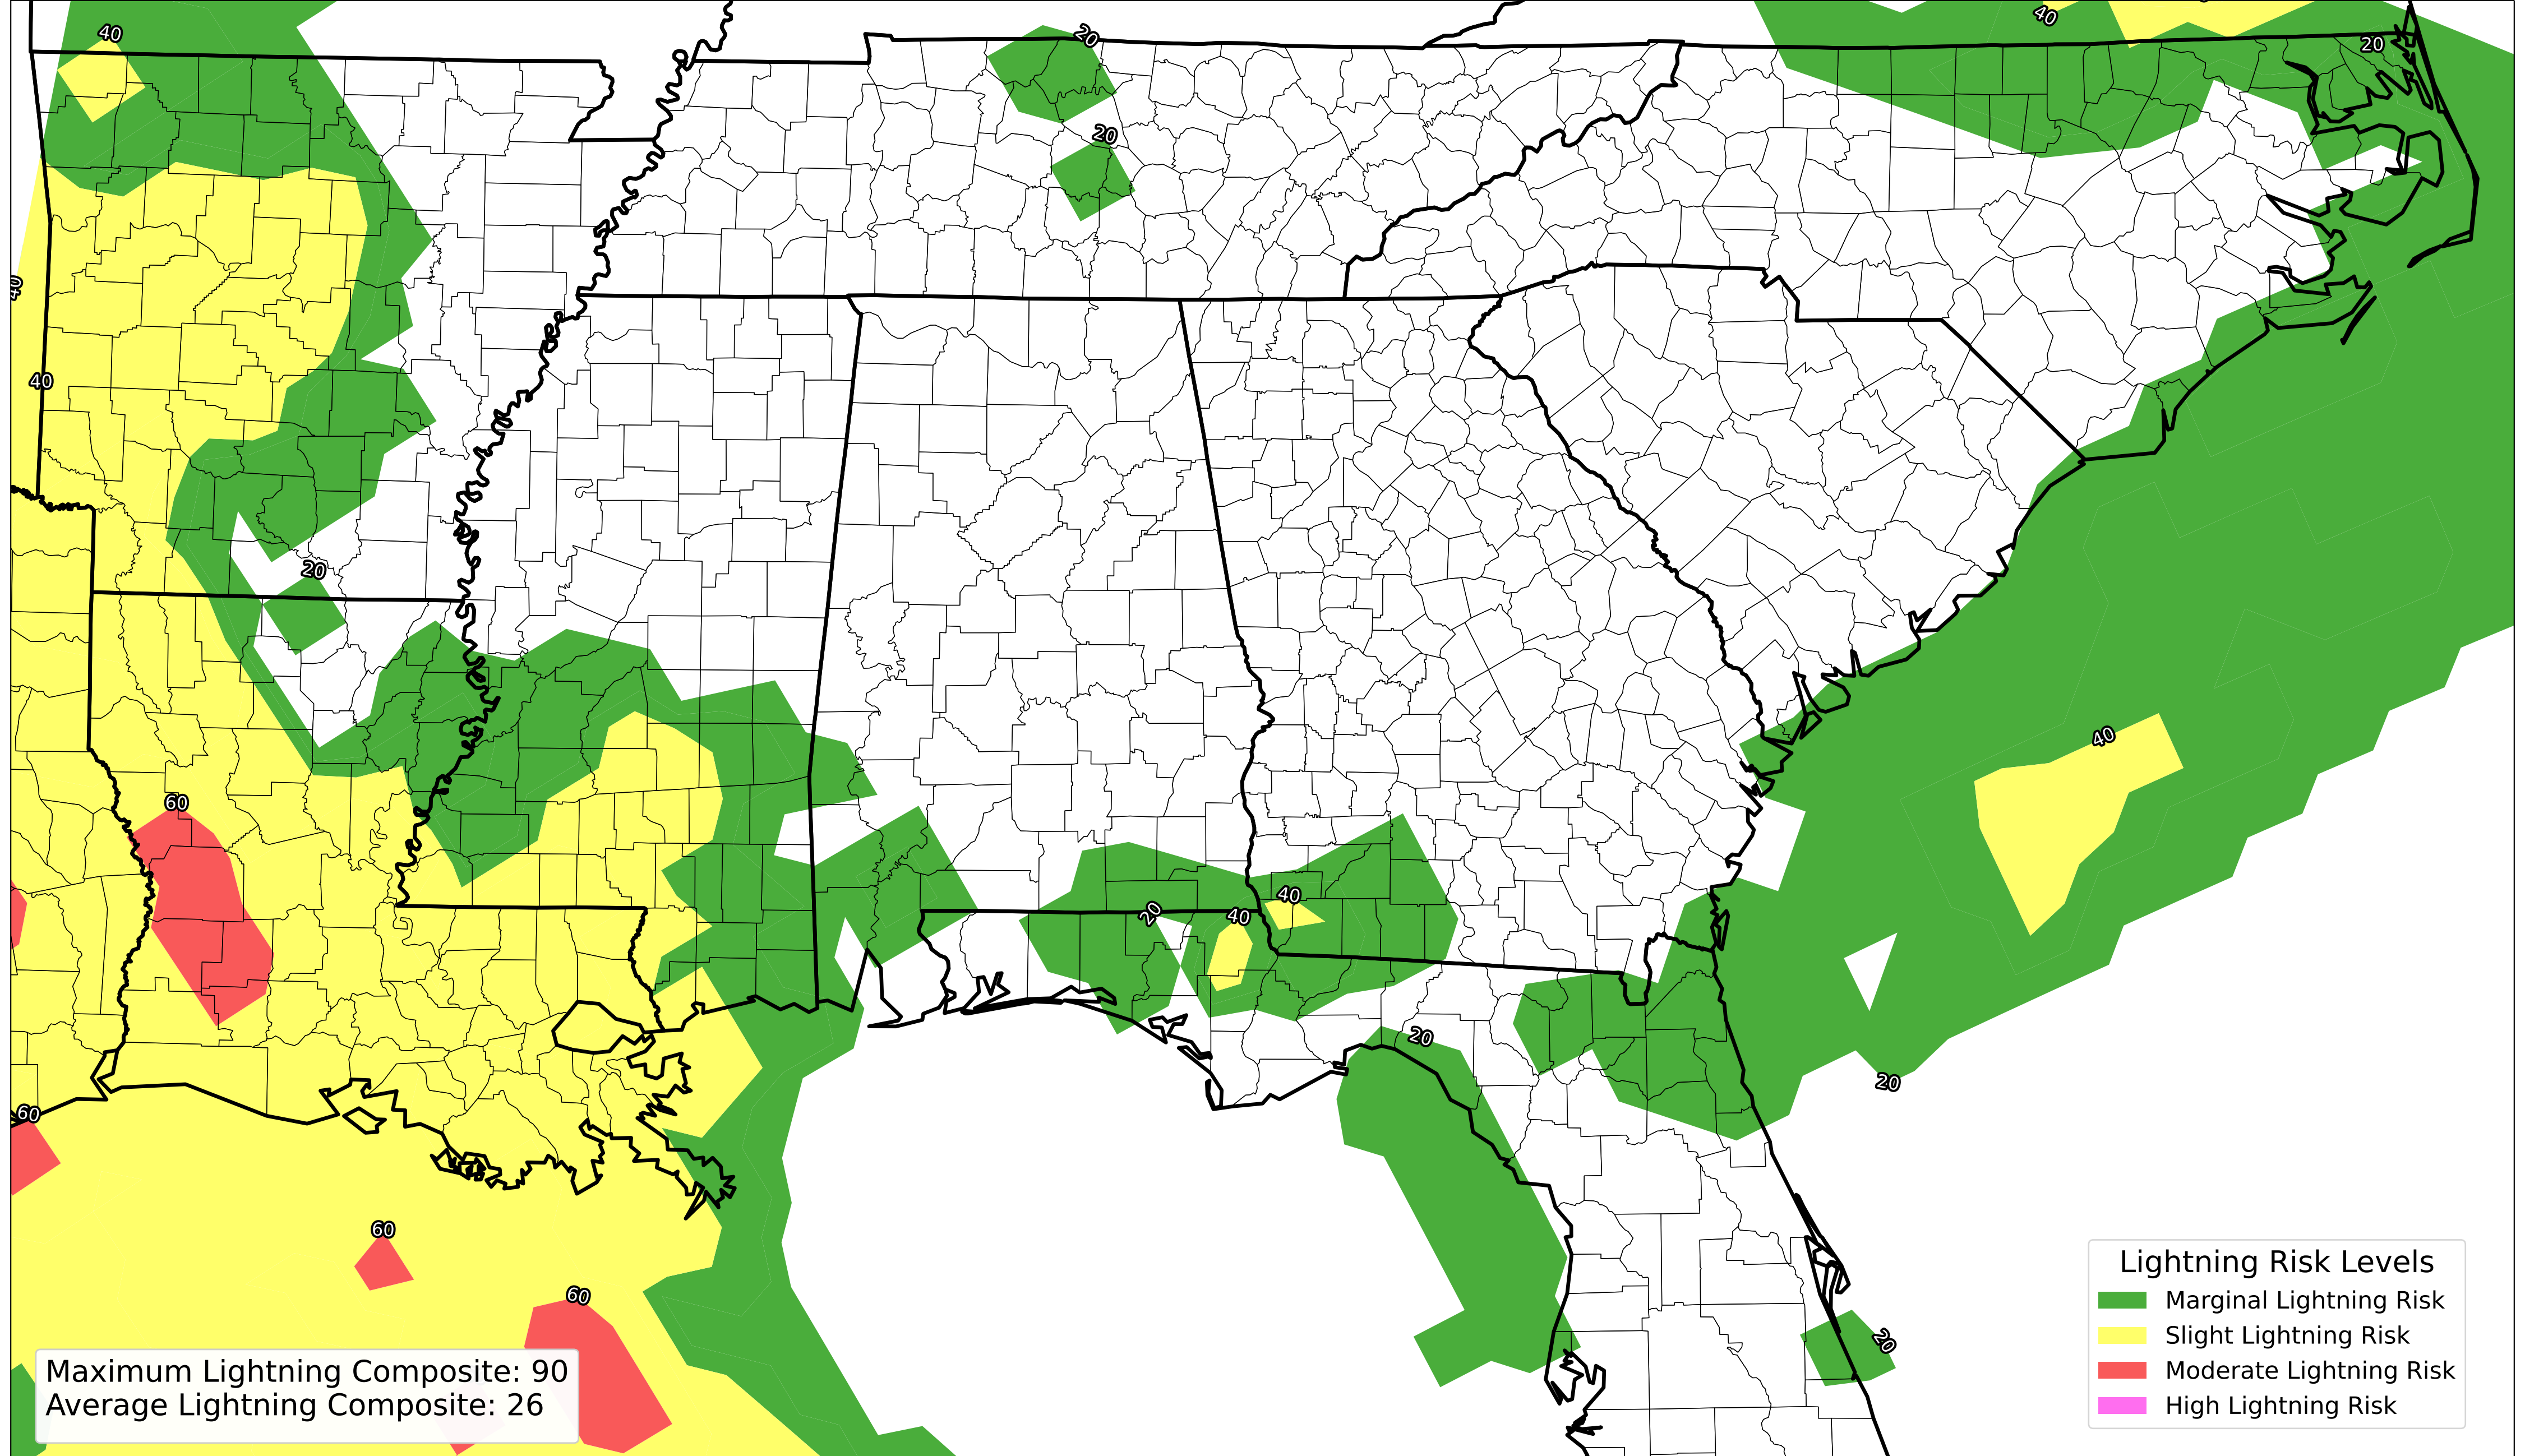 40
40
20
20
20
40
40
20
40
60
40
40
20
20
60
20
60
60
20
Lightning Risk Levels
Marginal Lightning Risk
Slight Lightning Risk
Moderate Lightning Risk
High Lightning Risk
Maximum Lightning Composite: 90
Average Lightning Composite: 26